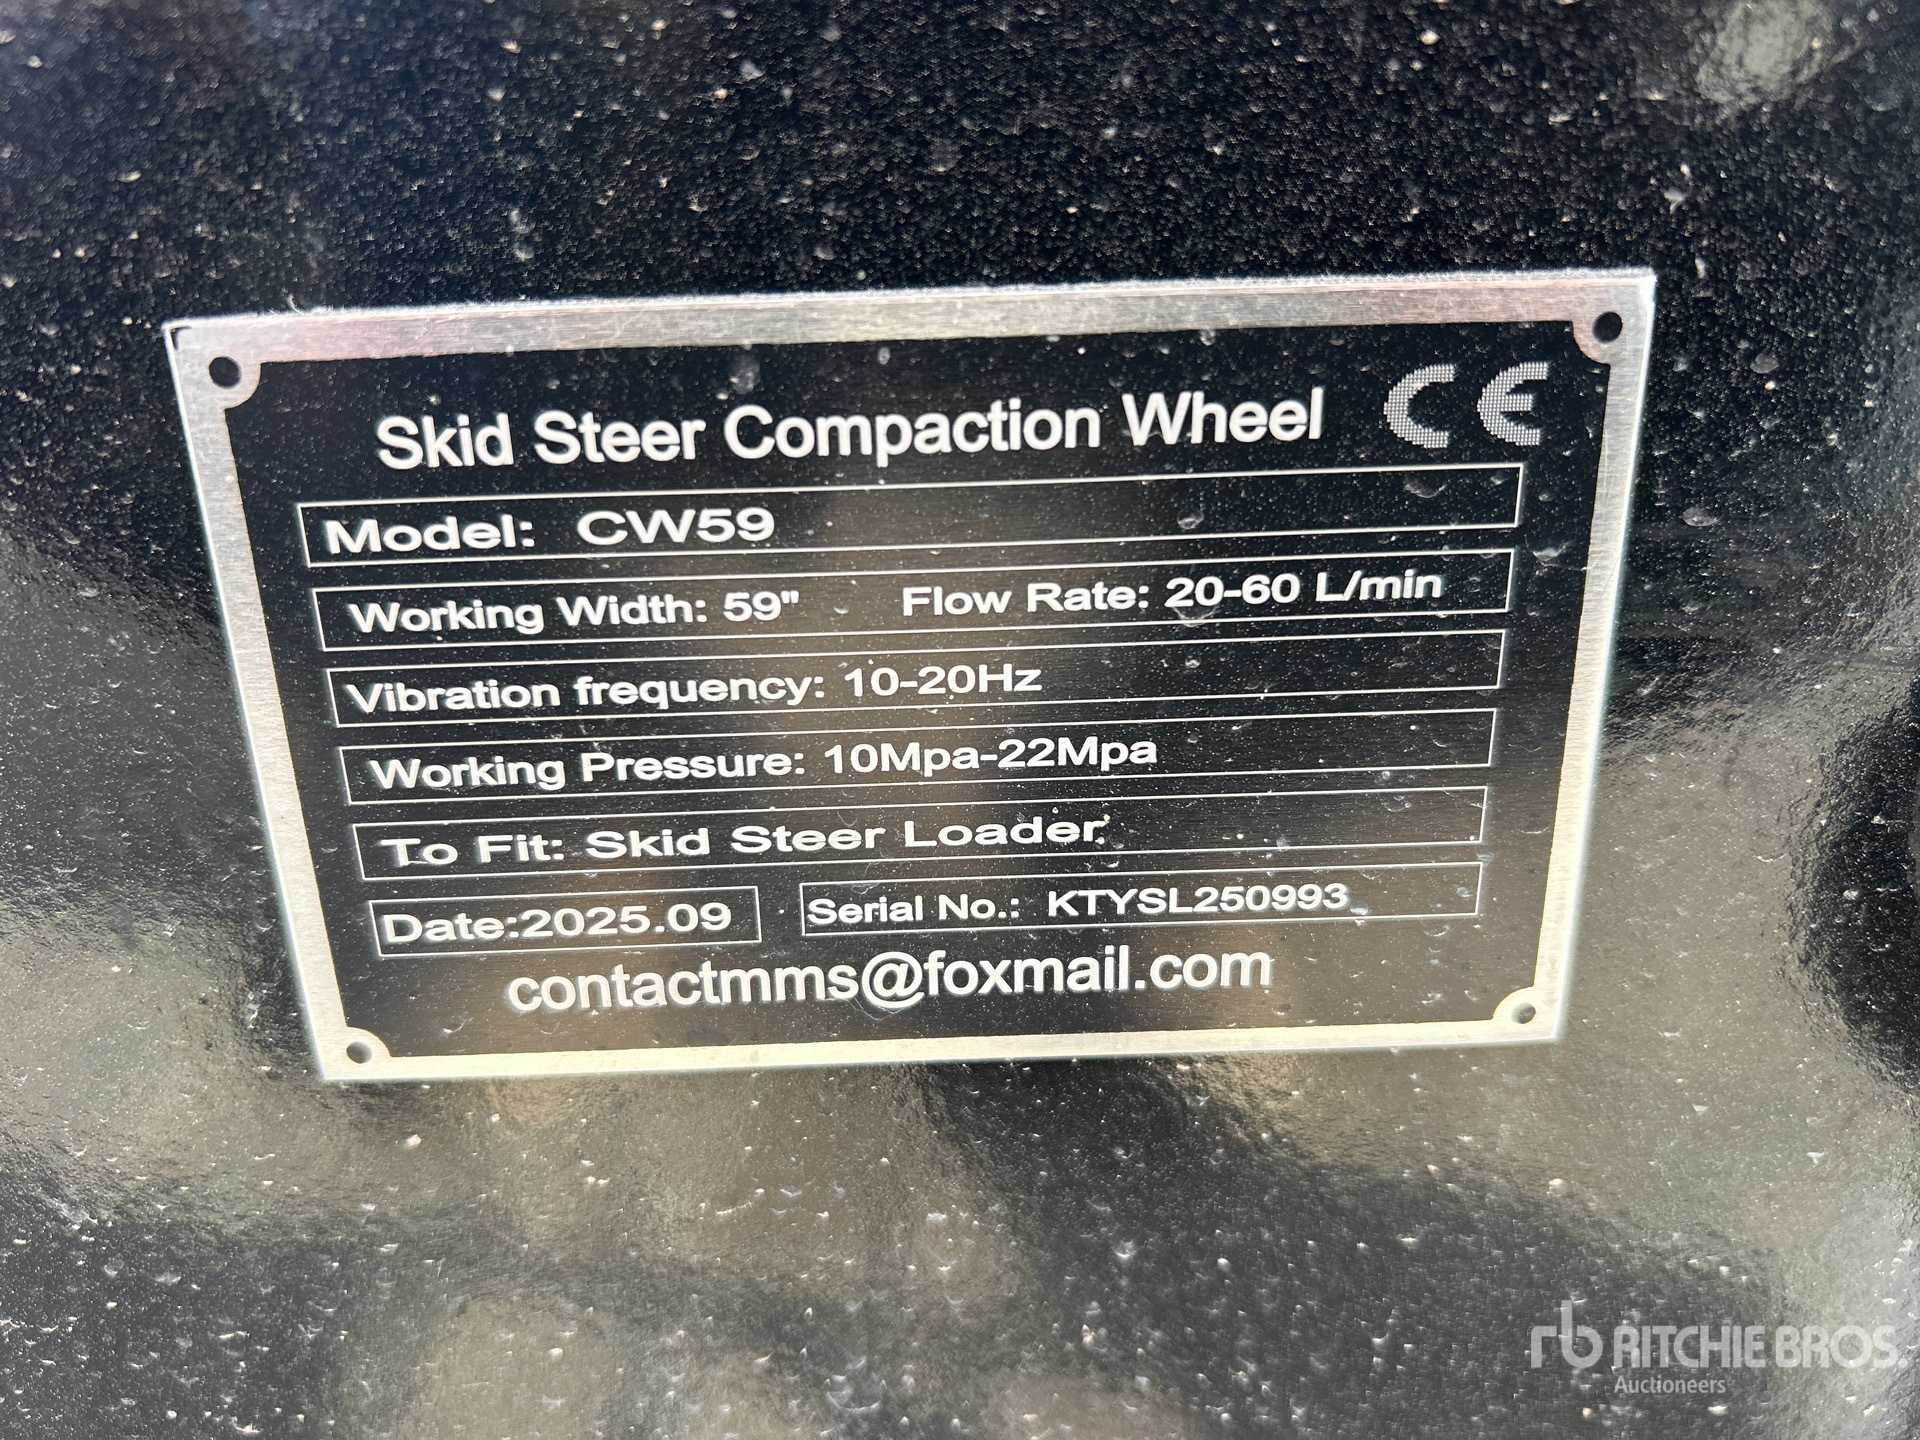 Skid Steer Compaction Wheel CE
Model: CW59
Working Width: 59" Flow Rate: 20-60 L/min
Vibration frequency: 10-20Hz
Working Pressure: 10Mpa-22Mpa
To Fit: Skid Steer Loader
Date:2025.09 Serial No.: KTYSL250993
contactmms@foxmail.com
rb RITCHIE BROS.
Auctioneers